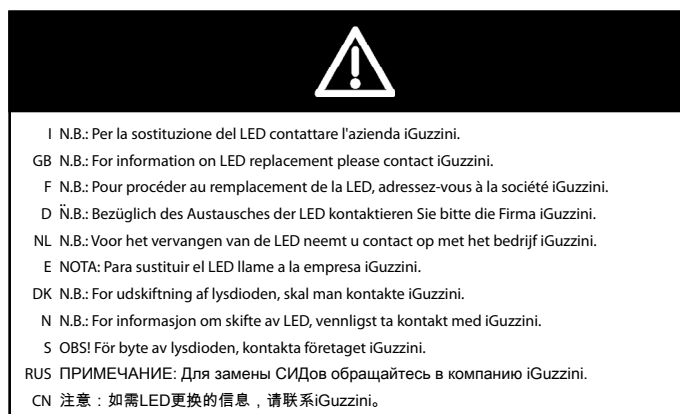 I N.B.: Per la sostituzione del LED contattare l'azienda iGuzzini.
GB N.B.: For information on LED replacement please contact iGuzzini.
F N.B.: Pour procéder au remplacement de la LED, adressez-vous à la société iGuzzini.
D N̈.B.: Bezüglich des Austausches der LED kontaktieren Sie bitte die Firma iGuzzini.
NL N.B.: Voor het vervangen van de LED neemt u contact op met het bedrijf iGuzzini.
E NOTA: Para sustituir el LED llame a la empresa iGuzzini.
DK N.B.: For udskiftning af lysdioden, skal man kontakte iGuzzini.
N N.B.: For informasjon om skifte av LED, vennligst ta kontakt med iGuzzini.
S OBS! För byte av lysdioden, kontakta företaget iGuzzini.
RUS ПРИМЕЧАНИЕ: Для замены СИДов обращайтесь в компанию iGuzzini.
CN 注意：如需LED更换的信息，请联系iGuzzini。